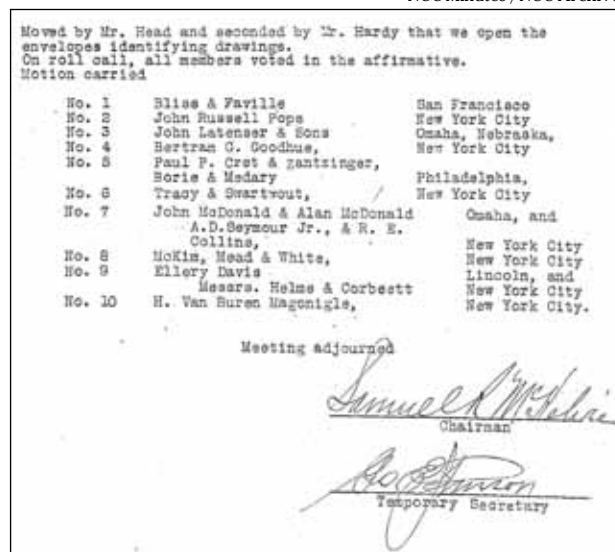 Moved by Mr. Head and seconded by Mr. Hardy that we open the
envelopes identifying drawings.
On roll call, all members voted in the affirmative.
Motion carried
No. 1 Bliss & Faville San Francisco
No. 2 John Russell Pope New York City
No. 3 John Latenser & Sons Omaha, Nebraska,
No. 4 Bertram G. Goodhue, New York City
No. 5 Paul P. Cret & Zantzinger,
Borie & Medary Philadelphia,
No. 6 Tracy & Swartwout, New York City
No. 7 John McDonald & Alan McDonald Omaha, and
A.D.Seymour Jr., & R. E.
Collins, New York City
No. 8 McKim, Mead & White, New York City
No. 9 Ellery Davis Lincoln, and
Messrs. Helme & Corbett New York City
No. 10 H. Van Buren Magonigle, New York City.
Meeting adjourned
Samuel R McKelvie
Chairman
Temporary Secretary